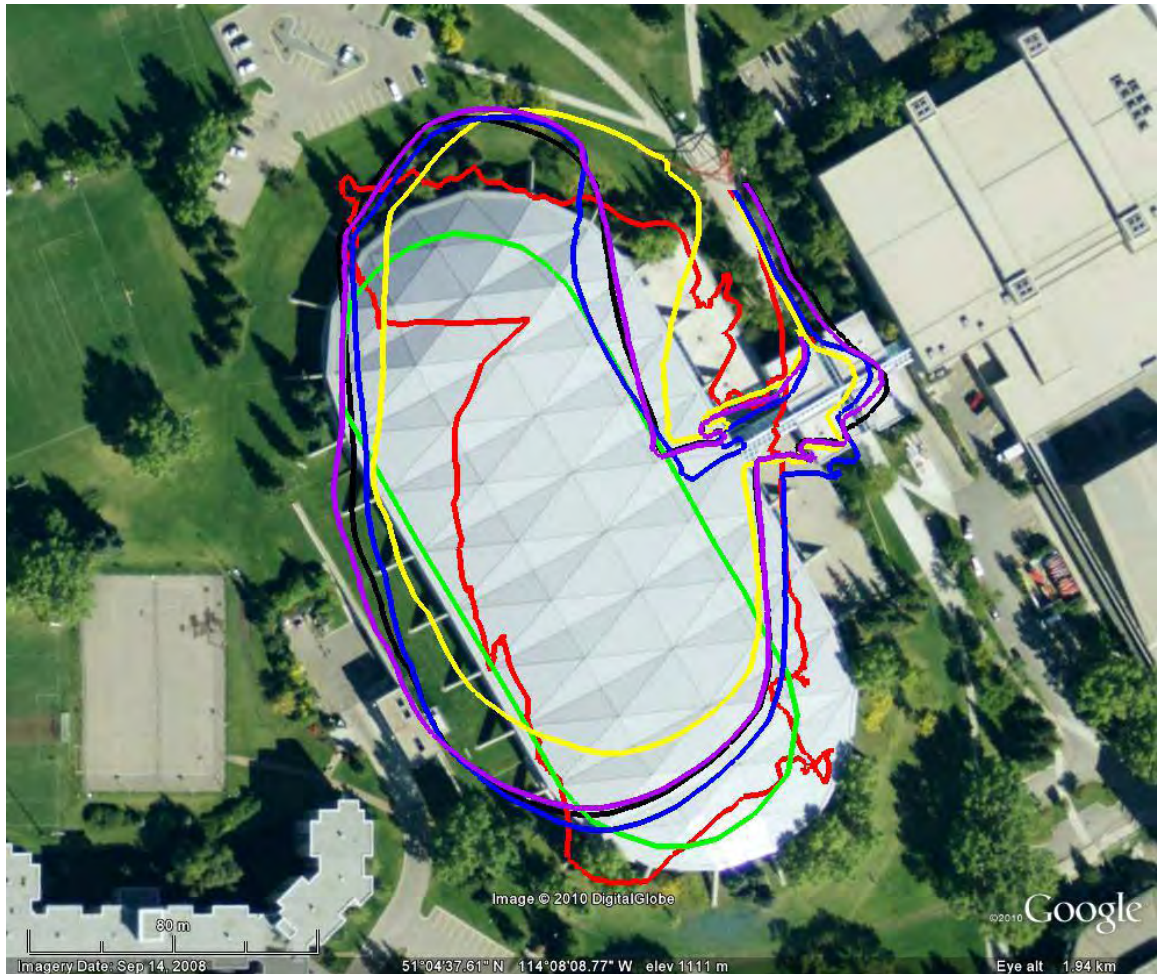 Image © 2010 DigitalGlobe
©2010 Google
80 m
Imagery Date: Sep 14, 2008 51°04'37.61" N 114°08'08.77" W elev 1111 m Eye alt 1.94 km